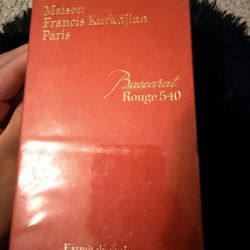 Maison
Francis Kurkdjian
Paris
Baccarat
Rouge 540
Extrait